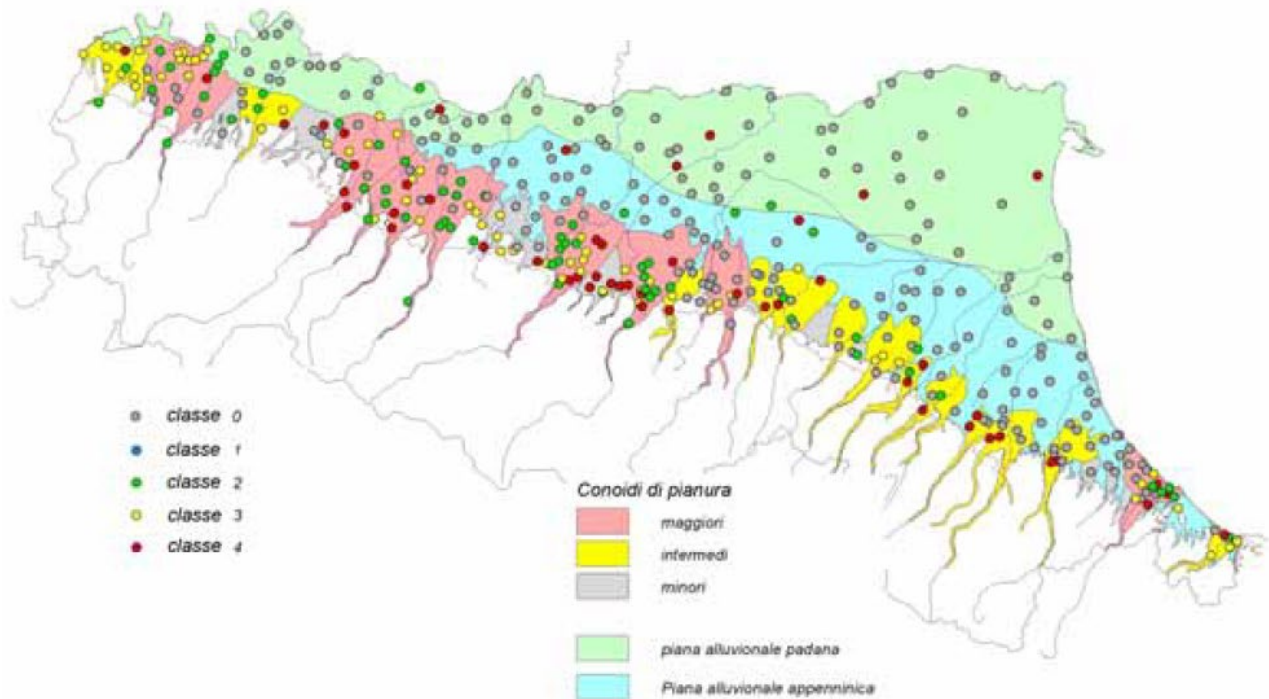 classe 0
classe 1
classe 2
classe 3
classe 4
Conoidi di pianura
maggiori
intermedi
minori
piana alluvionale padana
Piana alluvionale appenninica